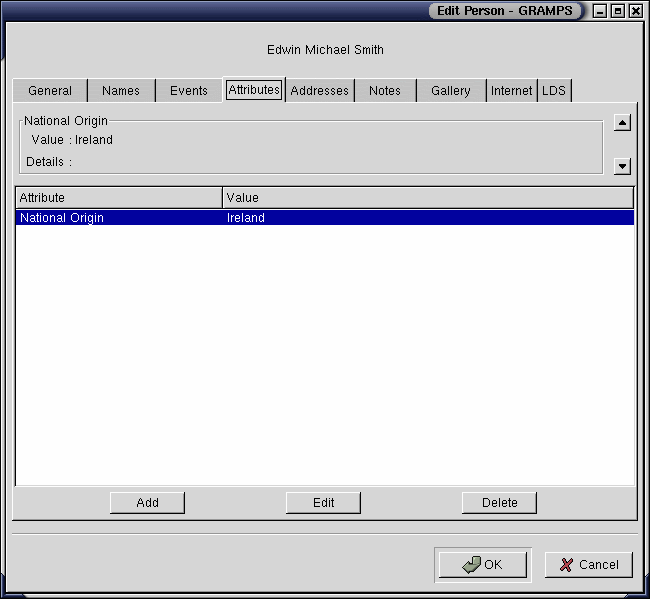 Edit Person - GRAMPS
Edwin Michael Smith
General Names Events Attributes Addresses Notes Gallery Internet LDS
National Origin
Value : Ireland
Details :
Attribute Value
National Origin Ireland
Add Edit Delete
OK Cancel